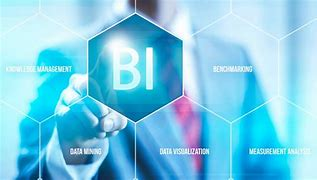 BI
KNOWLEDGE MANAGEMENT
BENCHMARKING
DATA MINING
DATA VISUALIZATION
MEASUREMENT ANALYSIS